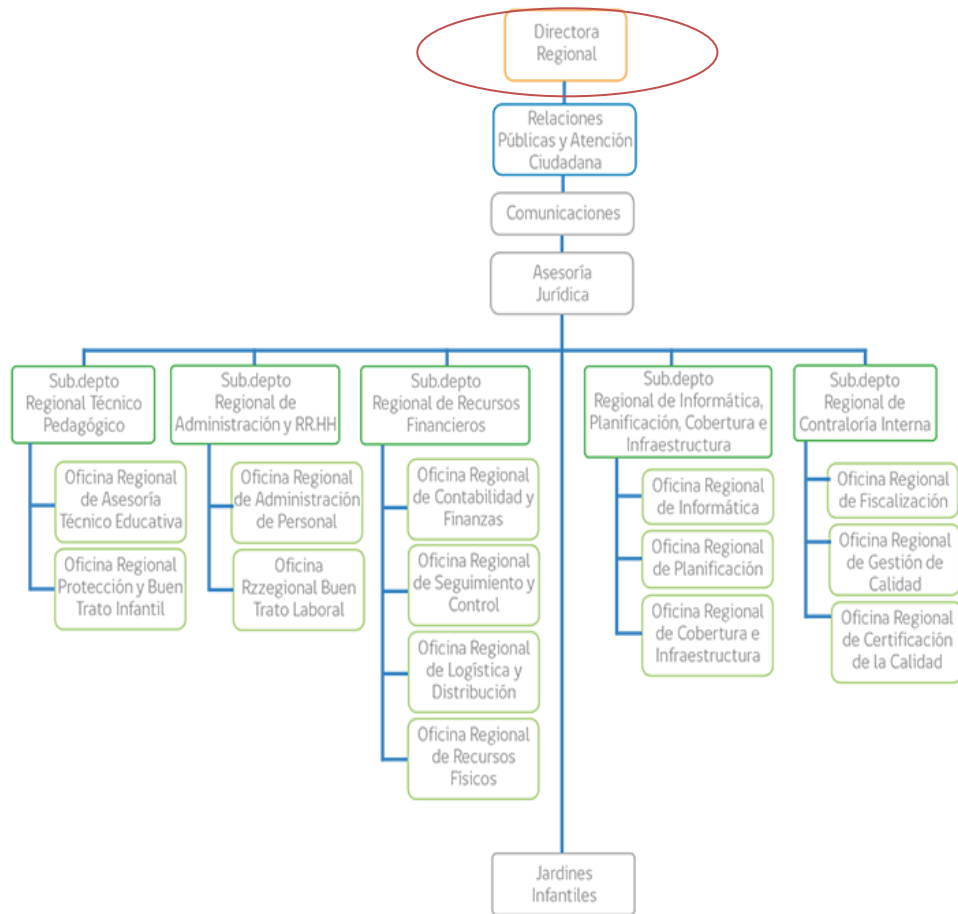 Directora
Regional
Relaciones
Públicas y Atención
Ciudadana
Comunicaciones
Asesoría
Jurídica
Sub.depto
Regional Técnico
Pedagógico
Oficina Regional
de Asesoría
Técnico Educativa
Oficina Regional
Protección y Buen
Trato Infantil
Sub.depto
Regional de
Administración y RR.HH
Oficina Regional
de Administración
de Personal
Oficina
Rzzegional Buen
Trato Laboral
Sub.depto
Regional de Recursos
Financieros
Oficina Regional
de Contabilidad y
Finanzas
Oficina Regional
de Seguimiento y
Control
Oficina Regional
de Logística y
Distribución
Oficina Regional
de Recursos
Físicos
Sub.depto
Regional de Informática,
Planificación, Cobertura e
Infraestructura
Oficina Regional
de Informática
Oficina Regional
de Planificación
Oficina Regional
de Cobertura e
Infraestructura
Sub.depto
Regional de
Contraloría Interna
Oficina Regional
de Fiscalización
Oficina Regional
de Gestión de
Calidad
Oficina Regional
de Certificación
de la Calidad
Jardines
Infantiles